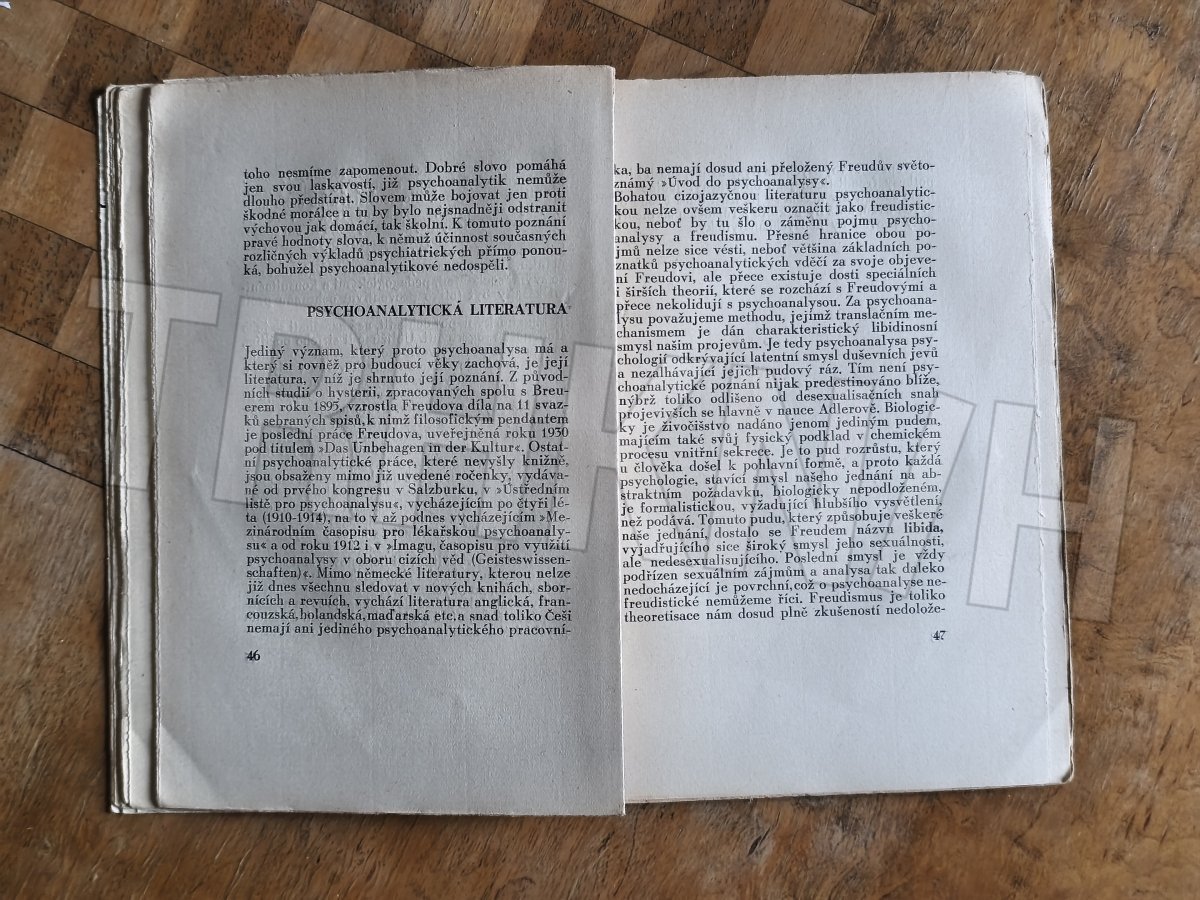 toho nesmíme zapomenout. Dobré slovo pomáhá
jen svou laskavostí, již psychoanalytik nemůže
dlouho předstírat. Slovem může bojovat jen proti
škodné morálce a tu by bylo nejsnadněji odstranit
výchovou jak domácí, tak školní. K tomuto poznání
pravé hodnoty slova, k němuž účinnost současných
rozličných výkladů psychiatrických přímo ponou-
ká, bohužel psychoanalytikové nedospěli.
PSYCHOANALYTICKÁ LITERATURA
Jediný význam, který proto psychoanalysa má a
který si rovněž pro budoucí věky zachová, je její
literatura, v níž je shrnuto její poznání. Z původ-
ních studií o hysterii, zpracovaných spolu s Breu-
erem roku 1895, vzrostla Freudova díla na 11 svaz-
ků sebraných spisů, k nimž filosofickým pendantem
je poslední práce Freudova, uveřejněná roku 1930
pod titulem »Das Unbehagen in der Kultur«. Ostat-
ní psychoanalytické práce, které nevyšly knižně,
jsou obsaženy mimo již uvedené ročenky, vydáva-
né od prvého kongresu v Salzburku, v »Ústředním
listě pro psychoanalysu«, vycházejícím po čtyři lé-
ta (1910-1914), na to v až podnes vycházejícím »Me-
zinárodním časopisu pro lékařskou psychoanaly-
su« a od roku 1912 i v »Imagu, časopisu pro využití
psychoanalysy v oboru cizích věd (Geisteswissen-
schaften)«. Mimo německé literatury, kterou nelze
již dnes všechnu sledovat v nových knihách, sbor-
nících a revuích, vychází literatura anglická, fran-
couzská, holandská, maďarská etc, a snad toliko Češi
nemají ani jediného psychoanalytického pracovní-
46
ka, ba nemají dosud ani přeložený Freudův světo-
známý »Úvod do psychoanalysy«.
Bohatou cizojazyčnou literaturu psychoanalytic-
kou nelze ovšem veškeru označit jako freudistic-
kou, neboť by tu šlo o záměnu pojmu psycho-
analysy a freudismu. Přesné hranice obou po-
jmů nelze sice vésti, neboť většina základních po-
znatků psychoanalytických vděčí za svoje objeve-
ní Freudovi, ale přece existuje dosti speciálních
i širších theorií, které se rozchází s Freudovými a
přece nekolidují s psychoanalysou. Za psychoana-
lysu považujeme methodu, jejímž translačním me-
chanismem je dán charakteristický libidinosní
smysl našim projevům. Je tedy psychoanalysa psy-
chologií odkrývající latentní smysl duševních jevů
a nezalhávající jejich pudový ráz. Tím není psy-
choanalytické poznání nijak predestinováno blíže,
nýbrž toliko odlišeno od desexualisačních snah
projevivších se hlavně v nauce Adlerově. Biologic-
ky je živočišstvo nadáno jenom jediným pudem,
majícím také svůj fysický podklad v chemickém
procesu vnitřní sekrece. Je to pud rozrůstu, který
u člověka došel k pohlavní formě, a proto každá
psychologie, stavící smysl našeho jednání na ab-
straktním požadavku, biologicky nepodloženém,
je formalistickou, vyžadující hlubšího vysvětlení,
než podává. Tomuto pudu, který způsobuje veškeré
naše jednání, dostalo se Freudem názvu libida,
vyjadřujícího sice široký smysl jeho sexuálnosti,
ale nedesexualisujícího. Poslední smysl je vždy
podřízen sexuálním zájmům a analysa tak daleko
nedocházející je povrchní, což o psychoanalyse ne-
freudistické nemůžeme říci. Freudismus je toliko
theoretisace nám dosud plně zkušeností nedolože-
47